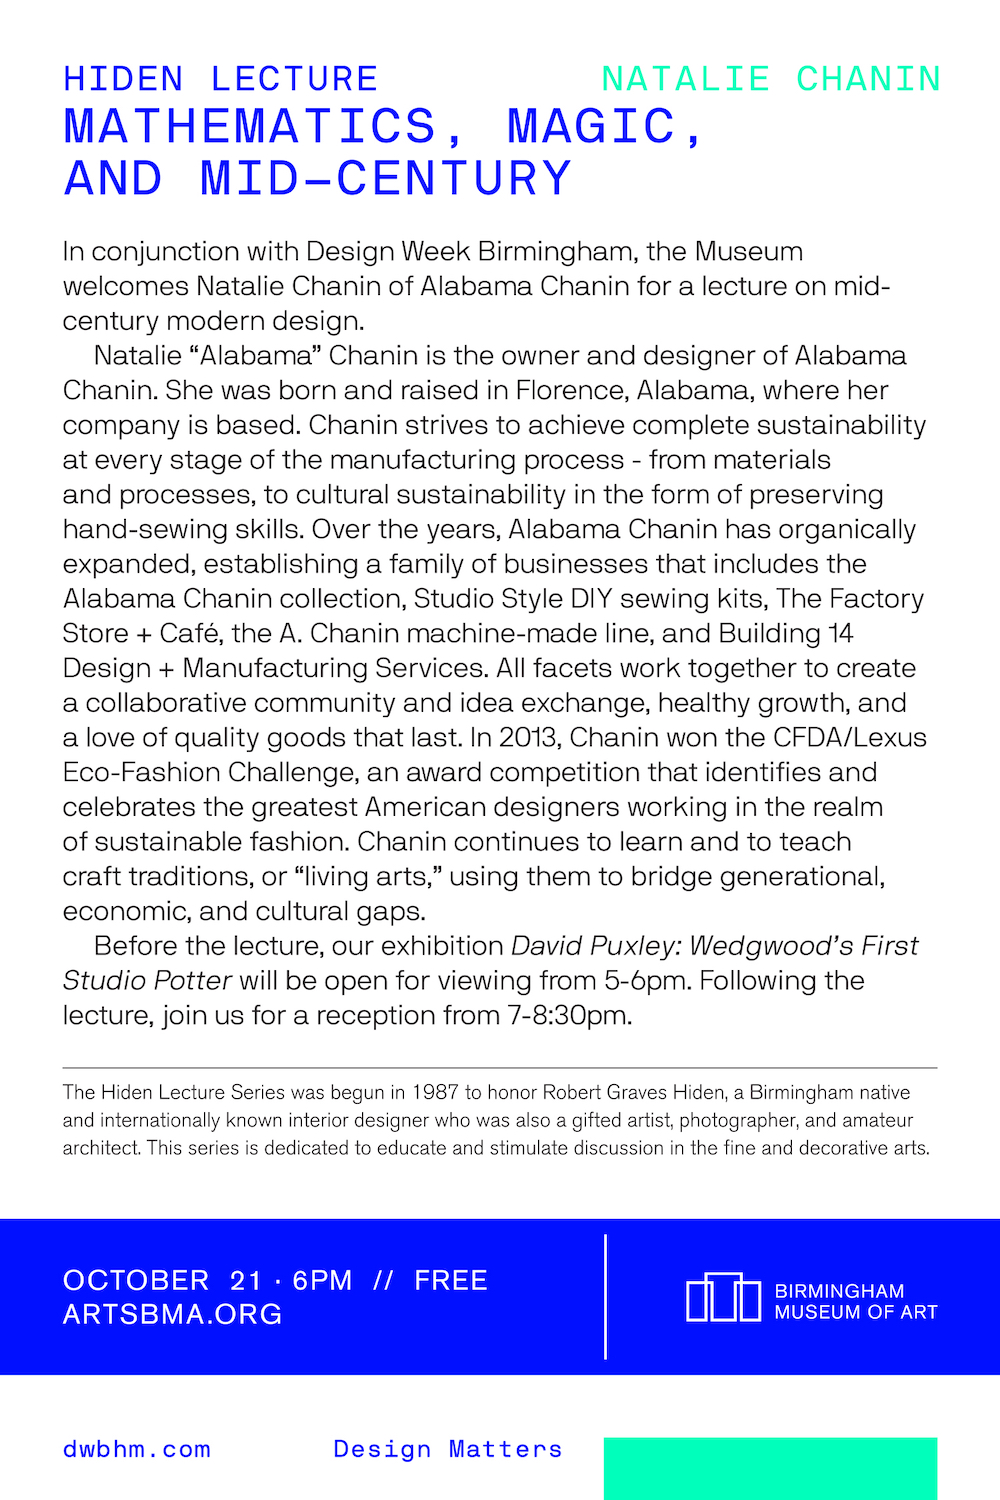 HIDEN LECTURE NATALIE CHANIN
MATHEMATICS, MAGIC,
AND MID–CENTURY
In conjunction with Design Week Birmingham, the Museum
welcomes Natalie Chanin of Alabama Chanin for a lecture on mid-
century modern design.
Natalie “Alabama” Chanin is the owner and designer of Alabama
Chanin. She was born and raised in Florence, Alabama, where her
company is based. Chanin strives to achieve complete sustainability
at every stage of the manufacturing process - from materials
and processes, to cultural sustainability in the form of preserving
hand-sewing skills. Over the years, Alabama Chanin has organically
expanded, establishing a family of businesses that includes the
Alabama Chanin collection, Studio Style DIY sewing kits, The Factory
Store + Café, the A. Chanin machine-made line, and Building 14
Design + Manufacturing Services. All facets work together to create
a collaborative community and idea exchange, healthy growth, and
a love of quality goods that last. In 2013, Chanin won the CFDA/Lexus
Eco-Fashion Challenge, an award competition that identifies and
celebrates the greatest American designers working in the realm
of sustainable fashion. Chanin continues to learn and to teach
craft traditions, or “living arts,” using them to bridge generational,
economic, and cultural gaps.
Before the lecture, our exhibition David Puxley: Wedgwood’s First
Studio Potter will be open for viewing from 5-6pm. Following the
lecture, join us for a reception from 7-8:30pm.
The Hiden Lecture Series was begun in 1987 to honor Robert Graves Hiden, a Birmingham native
and internationally known interior designer who was also a gifted artist, photographer, and amateur
architect. This series is dedicated to educate and stimulate discussion in the fine and decorative arts.
OCTOBER 21 · 6PM // FREE
ARTSBMA.ORG
BIRMINGHAM
MUSEUM OF ART
dwbhm.com Design Matters